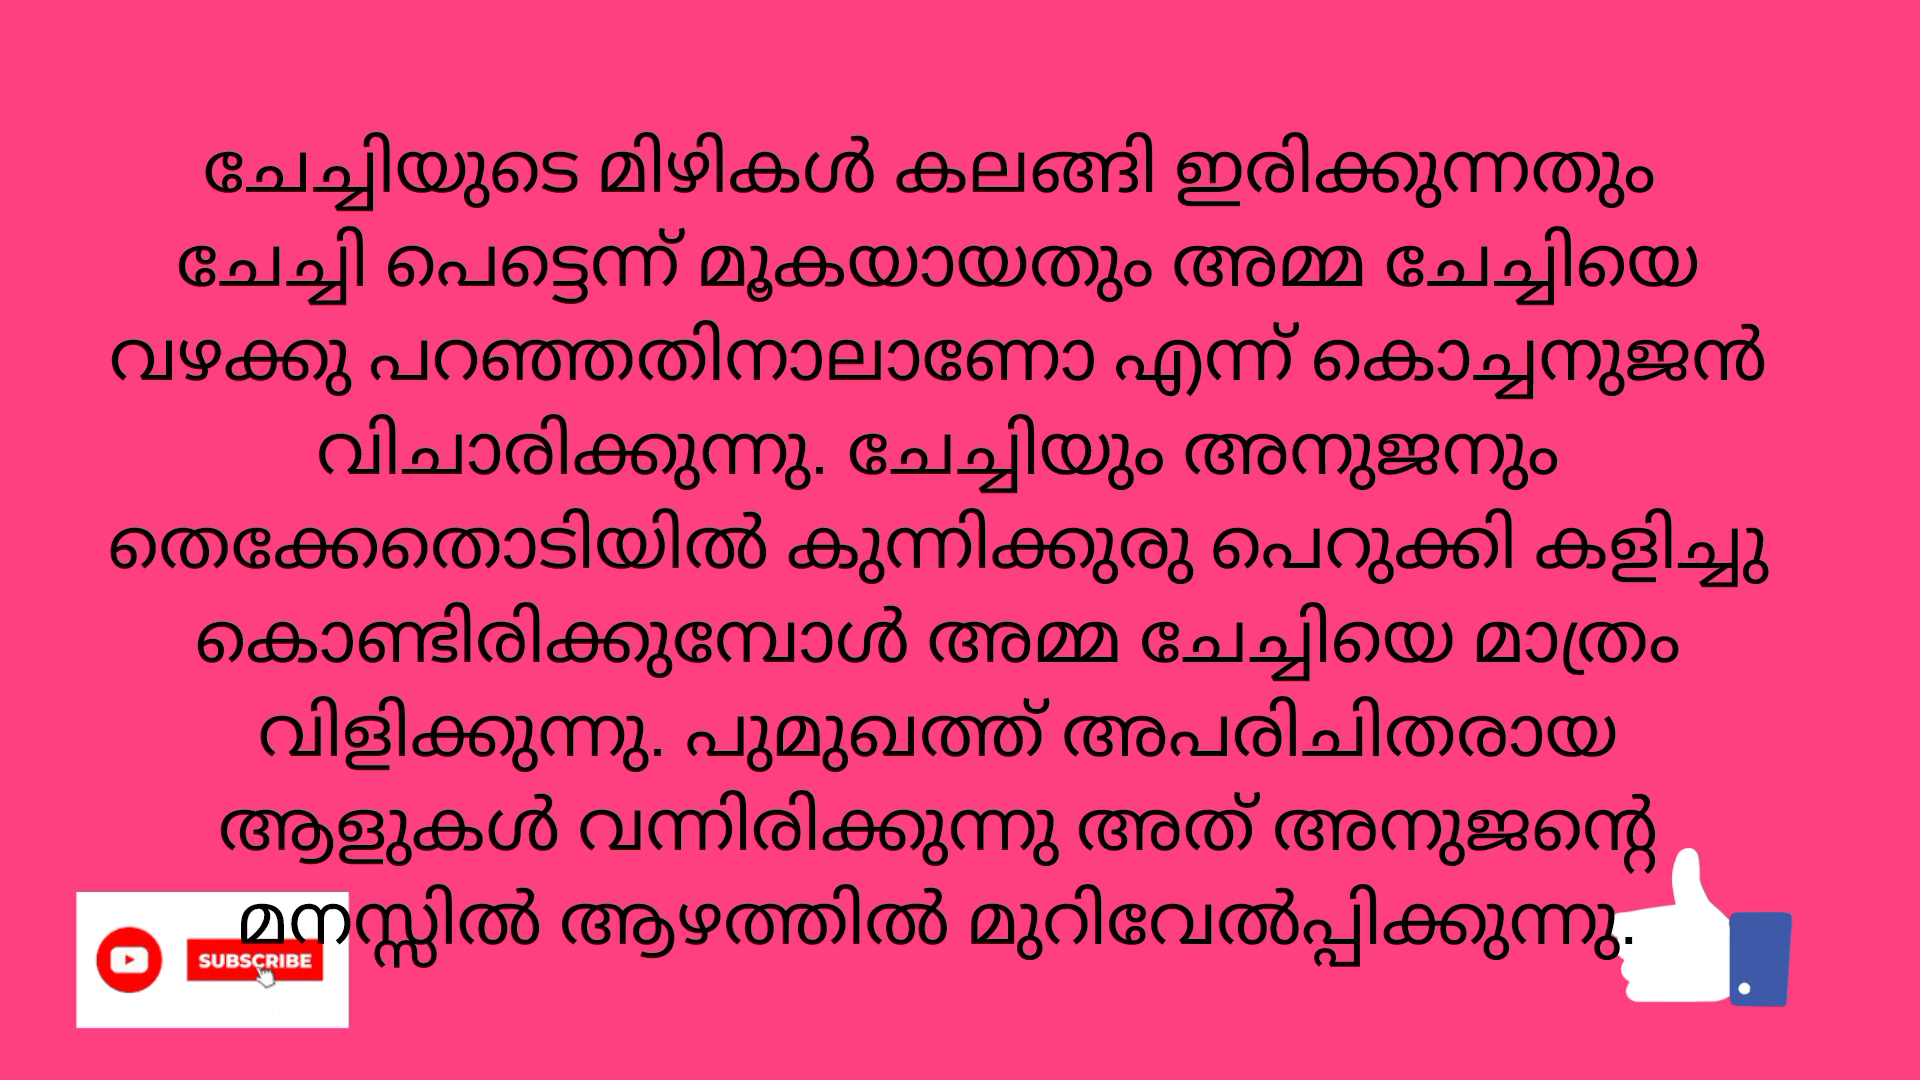 ചേച്ചിയുടെ മിഴികൾ കലങ്ങി ഇരിക്കുന്നതും
ചേച്ചി പെട്ടെന്ന് മൂകയായതും അമ്മ ചേച്ചിയെ
വഴക്കു പറഞ്ഞതിനാലാണോ എന്ന് കൊച്ചനുജൻ
വിചാരിക്കുന്നു. ചേച്ചിയും അനുജനും
തെക്കേതൊടിയിൽ കുന്നിക്കുരു പെറുക്കി കളിച്ചു
കൊണ്ടിരിക്കുമ്പോൾ അമ്മ ചേച്ചിയെ മാത്രം
വിളിക്കുന്നു. പുമുഖത്ത് അപരിചിതരായ
ആളുകൾ വന്നിരിക്കുന്നു അത് അനുജന്റെ
മനസ്സിൽ ആഴത്തിൽ മുറിവേൽപ്പിക്കുന്നു.
SUBSCRIBE